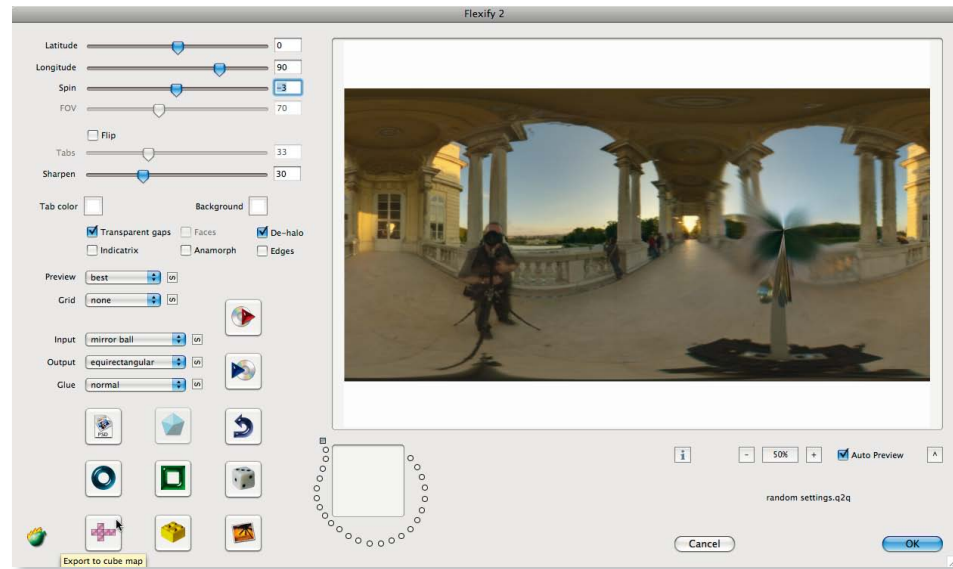 Flexify 2
Latitude 0
Longitude 90
Spin -3
FOV 70
Flip
Tabs 33
Sharpen 30
Tab color Background
Transparent gaps Faces De-halo
Indicatrix Anamorph Edges
Preview best
Grid none
Input mirror ball
Output equirectangular
Glue normal
PSD
i - 50% + Auto Preview ^
random settings.q2q
Cancel OK
Export to cube map